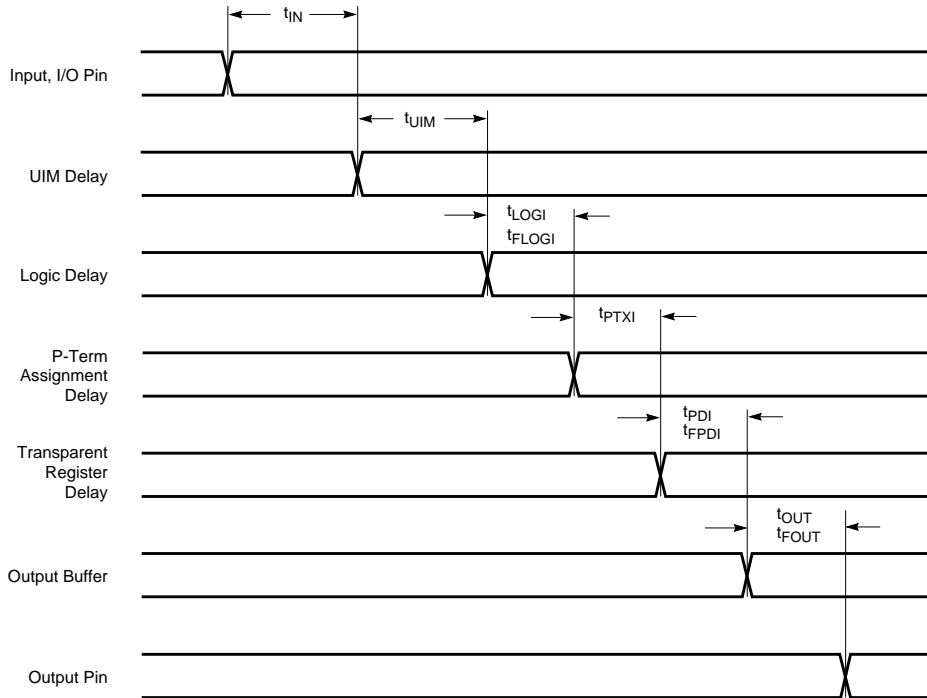 tIN
Input, I/O Pin
tUIM
UIM Delay
tLOGI
tFLOGI
Logic Delay
tPTXI
P-Term
Assignment
Delay
tPDI
tFPDI
Transparent
Register
Delay
tOUT
tFOUT
Output Buffer
Output Pin